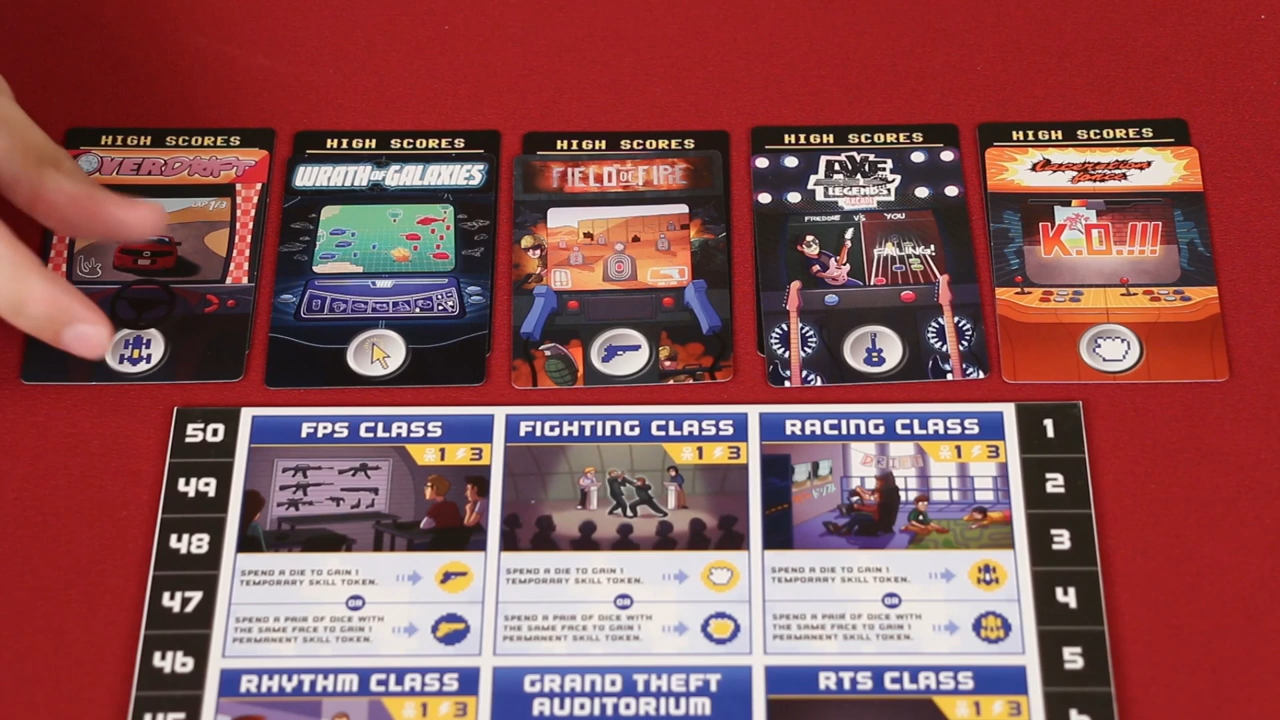 HIGH SCORES
OVERDRIFT
LAP 1/3
HIGH SCORES
WRATH OF GALAXIES
HIGH SCORES
FIELD OF FIRE
HIGH SCORES
AXE
LEGENDS
ARCADE
FREDDIE VS YOU
FAILING!
HIGH SCORES
K.O.!!!
50
49
48
47
46
45
FPS CLASS
1 3
SPEND A DIE TO GAIN 1
TEMPORARY SKILL TOKEN.
OR
SPEND A PAIR OF DICE WITH
THE SAME FACE TO GAIN 1
PERMANENT SKILL TOKEN.
FIGHTING CLASS
1 3
SPEND A DIE TO GAIN 1
TEMPORARY SKILL TOKEN.
OR
SPEND A PAIR OF DICE WITH
THE SAME FACE TO GAIN 1
PERMANENT SKILL TOKEN.
RACING CLASS
1 3
SPEND A DIE TO GAIN 1
TEMPORARY SKILL TOKEN.
OR
SPEND A PAIR OF DICE WITH
THE SAME FACE TO GAIN 1
PERMANENT SKILL TOKEN.
RHYTHM CLASS
1 3
GRAND THEFT
AUDITORIUM
RTS CLASS
1 3
1
2
3
4
5
6